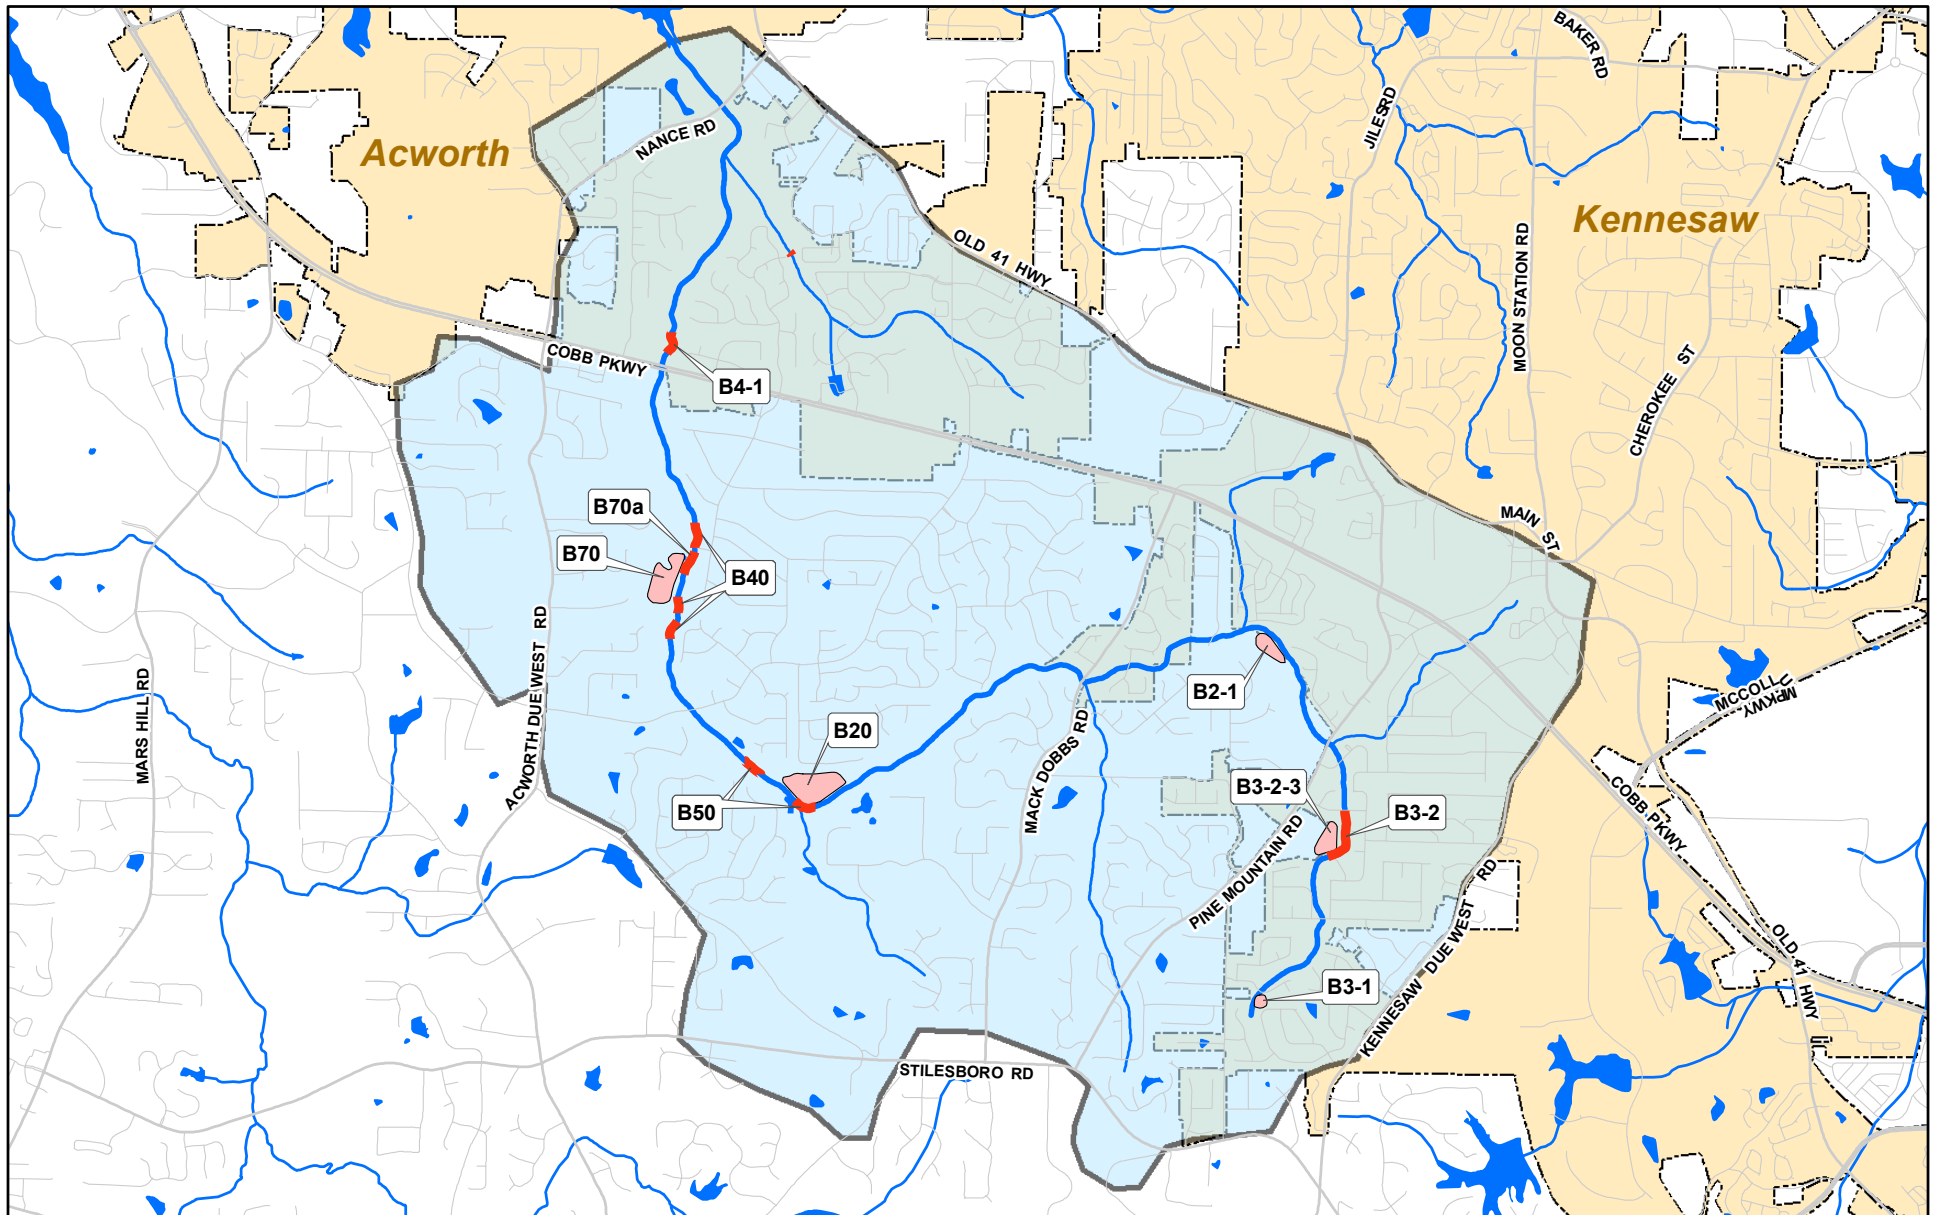 BAKER RD
JILES RD
NANCE RD
Acworth
Kennesaw
OLD 41 HWY
MOON STATION RD
COBB PKWY
B4-1
CHEROKEE ST
B70a
MAIN ST
B70
B40
ACWORTH DUE WEST RD
MARS HILL RD
B2-1
MCCOLLUM PKWY
B20
MACK DOBBS RD
B3-2-3
B3-2
B50
COBB PKWY
PINE MOUNTAIN RD
KENNESAW DUE WEST RD
OLD 41 HWY
B3-1
STILESBORO RD